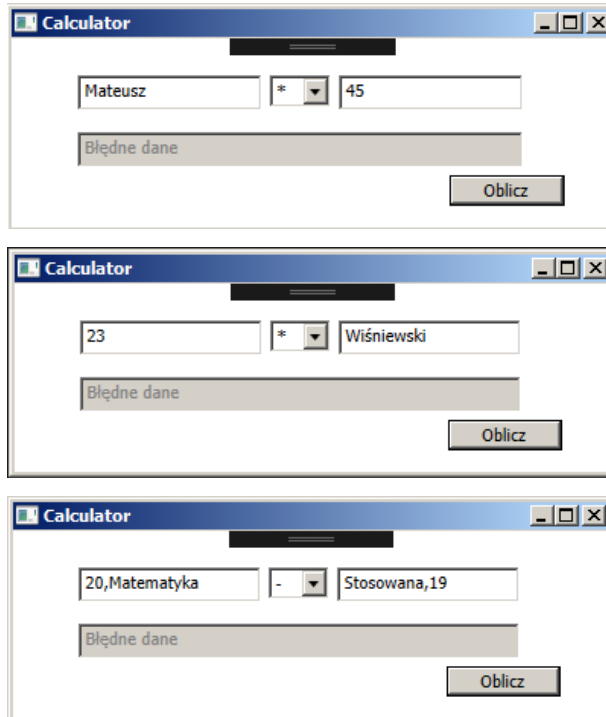 Calculator
Mateusz * 45
Błędne dane
Oblicz
Calculator
23 * Wiśniewski
Błędne dane
Oblicz
Calculator
20,Matematyka - Stosowana,19
Błędne dane
Oblicz